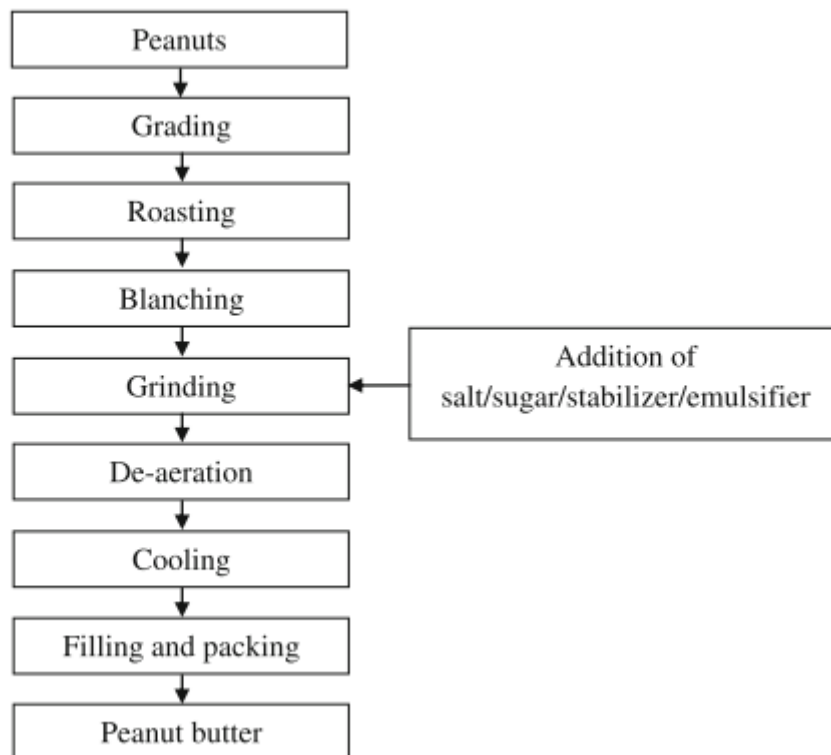 Peanuts
Grading
Roasting
Blanching
Grinding
Addition of
salt/sugar/stabilizer/emulsifier
De-aeration
Cooling
Filling and packing
Peanut butter